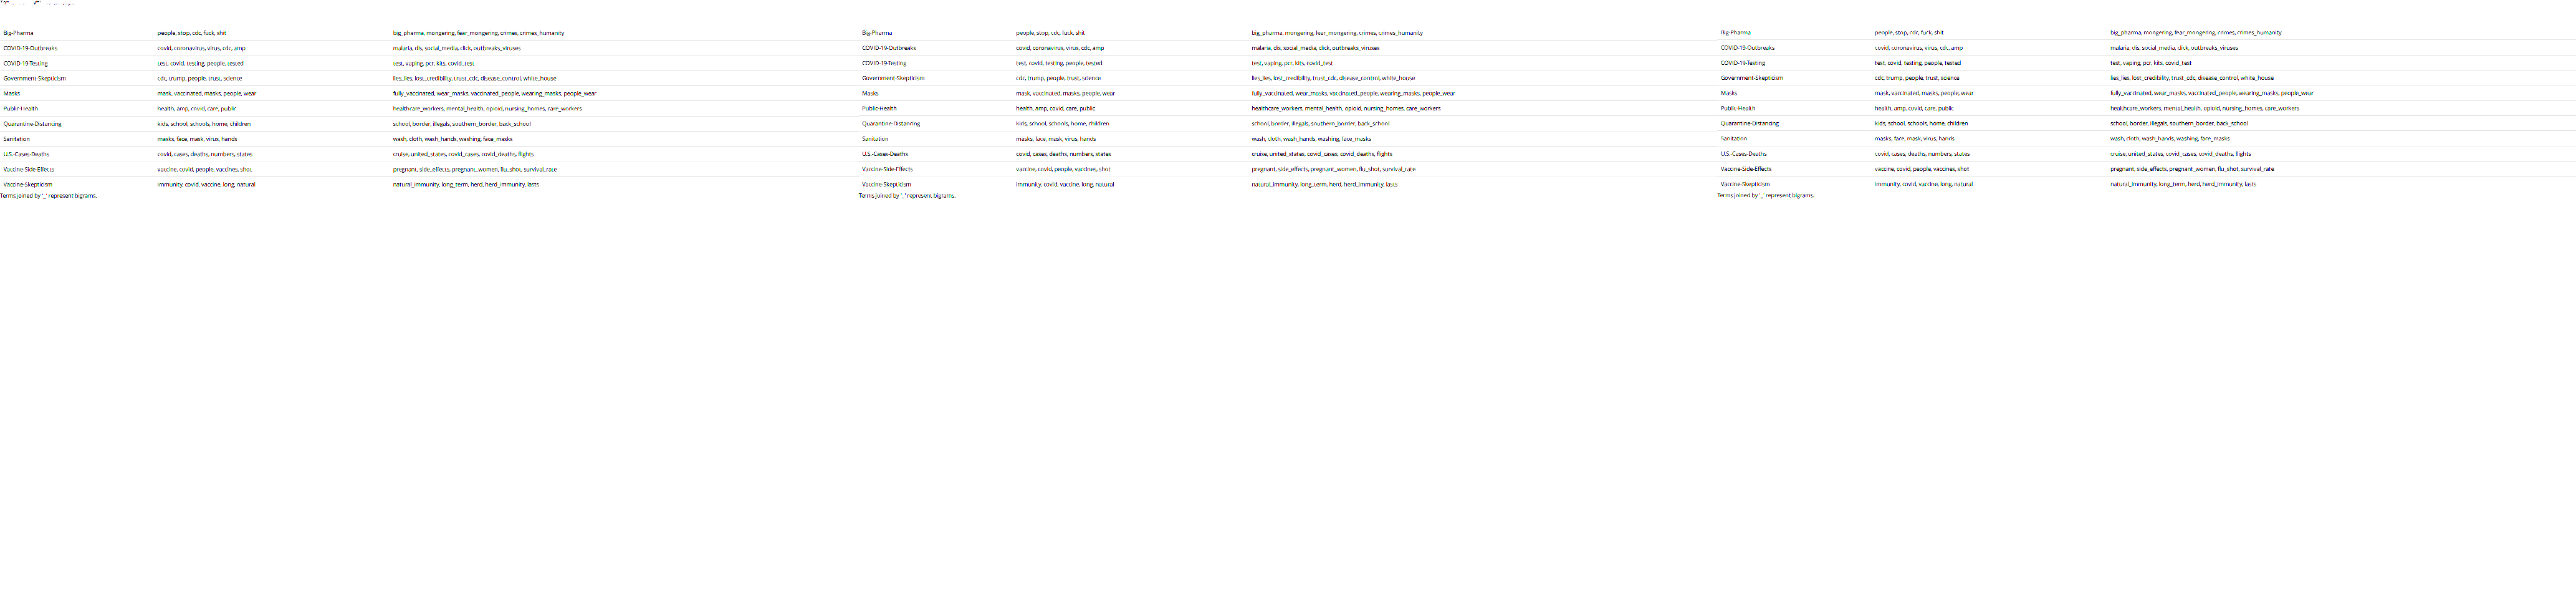 Big-Pharma people, stop, cdc, fuck, shit big_pharma, mongering, fear_mongering, crimes, crimes_humanity Big-Pharma people, stop, cdc, fuck, shit big_pharma, mongering, fear_mongering, crimes, crimes_humanity Big-Pharma people, stop, cdc, fuck, shit big_pharma, mongering, fear_mongering, crimes, crimes_humanity
COVID-19-Outbreaks covid, coronavirus, virus, cdc, amp malaria, dis, social_media, click, outbreaks_viruses COVID-19-Outbreaks covid, coronavirus, virus, cdc, amp malaria, dis, social_media, click, outbreaks_viruses COVID-19-Outbreaks covid, coronavirus, virus, cdc, amp malaria, dis, social_media, click, outbreaks_viruses
COVID-19-Testing test, covid, testing, people, tested test, vaping, pcr, kits, covid_test COVID-19-Testing test, covid, testing, people, tested test, vaping, pcr, kits, covid_test COVID-19-Testing test, covid, testing, people, tested test, vaping, pcr, kits, covid_test
Government-Skepticism cdc, trump, people, trust, science lies_lies, lost_credibility, trust_cdc, disease_control, white_house Government-Skepticism cdc, trump, people, trust, science lies_lies, lost_credibility, trust_cdc, disease_control, white_house Government-Skepticism cdc, trump, people, trust, science lies_lies, lost_credibility, trust_cdc, disease_control, white_house
Masks mask, vaccinated, masks, people, wear fully_vaccinated, wear_masks, vaccinated_people, wearing_masks, people_wear Masks mask, vaccinated, masks, people, wear fully_vaccinated, wear_masks, vaccinated_people, wearing_masks, people_wear Masks mask, vaccinated, masks, people, wear fully_vaccinated, wear_masks, vaccinated_people, wearing_masks, people_wear
Public-Health health, amp, covid, care, public healthcare_workers, mental_health, opioid, nursing_homes, care_workers Public-Health health, amp, covid, care, public healthcare_workers, mental_health, opioid, nursing_homes, care_workers Public-Health health, amp, covid, care, public healthcare_workers, mental_health, opioid, nursing_homes, care_workers
Quarantine-Distancing kids, school, schools, home, children school, border, illegals, southern_border, back_school Quarantine-Distancing kids, school, schools, home, children school, border, illegals, southern_border, back_school Quarantine-Distancing kids, school, schools, home, children school, border, illegals, southern_border, back_school
Sanitation masks, face, mask, virus, hands wash, cloth, wash_hands, washing, face_masks Sanitation masks, face, mask, virus, hands wash, cloth, wash_hands, washing, face_masks Sanitation masks, face, mask, virus, hands wash, cloth, wash_hands, washing, face_masks
U.S.-Cases-Deaths covid, cases, deaths, numbers, states cruise, united_states, covid_cases, covid_deaths, flights U.S.-Cases-Deaths covid, cases, deaths, numbers, states cruise, united_states, covid_cases, covid_deaths, flights U.S.-Cases-Deaths covid, cases, deaths, numbers, states cruise, united_states, covid_cases, covid_deaths, flights
Vaccine-Side-Effects vaccine, covid, people, vaccines, shot pregnant, side_effects, pregnant_women, flu_shot, survival_rate Vaccine-Side-Effects vaccine, covid, people, vaccines, shot pregnant, side_effects, pregnant_women, flu_shot, survival_rate Vaccine-Side-Effects vaccine, covid, people, vaccines, shot pregnant, side_effects, pregnant_women, flu_shot, survival_rate
Vaccine-Skepticism immunity, covid, vaccine, long, natural natural_immunity, long_term, herd, herd_immunity, lasts Vaccine-Skepticism immunity, covid, vaccine, long, natural natural_immunity, long_term, herd, herd_immunity, lasts Vaccine-Skepticism immunity, covid, vaccine, long, natural natural_immunity, long_term, herd, herd_immunity, lasts
Terms joined by '_' represent bigrams. Terms joined by '_' represent bigrams. Terms joined by '_' represent bigrams.